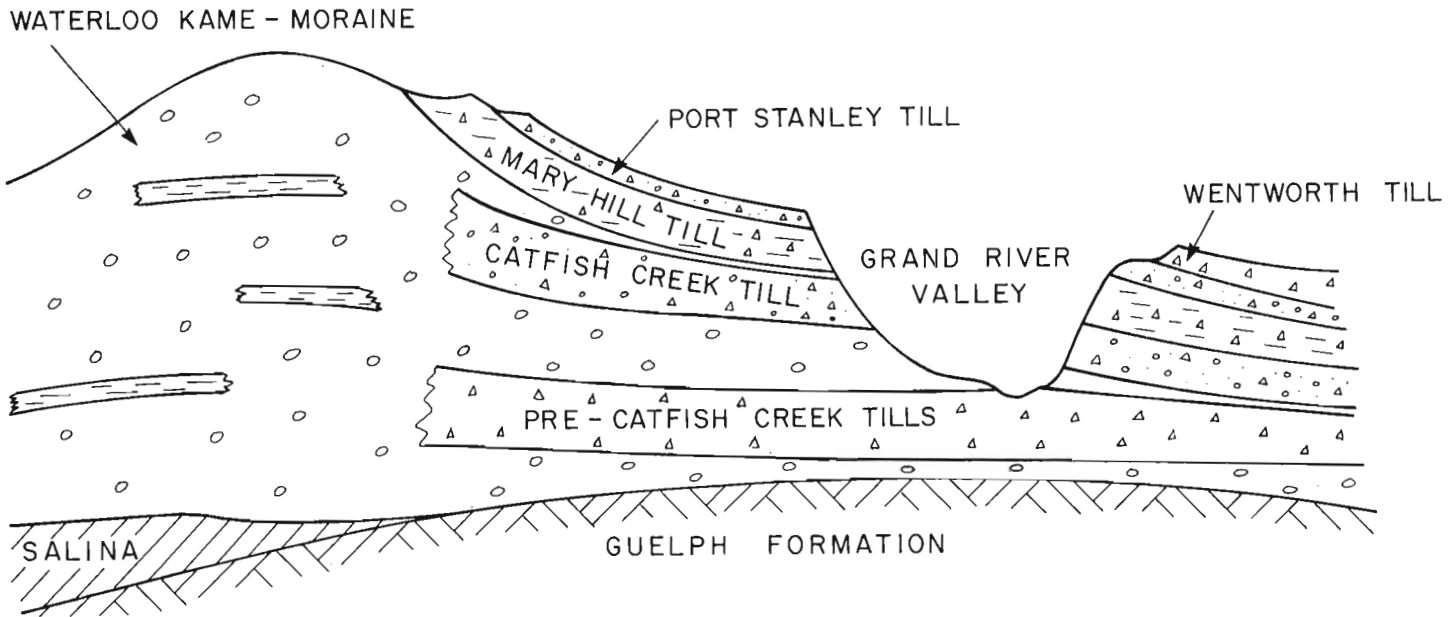 WATERLOO KAME – MORAINE
PORT STANLEY TILL
MARY HILL TILL
WENTWORTH TILL
CATFISH CREEK TILL
GRAND RIVER
VALLEY
PRE – CATFISH CREEK TILLS
SALINA
GUELPH FORMATION